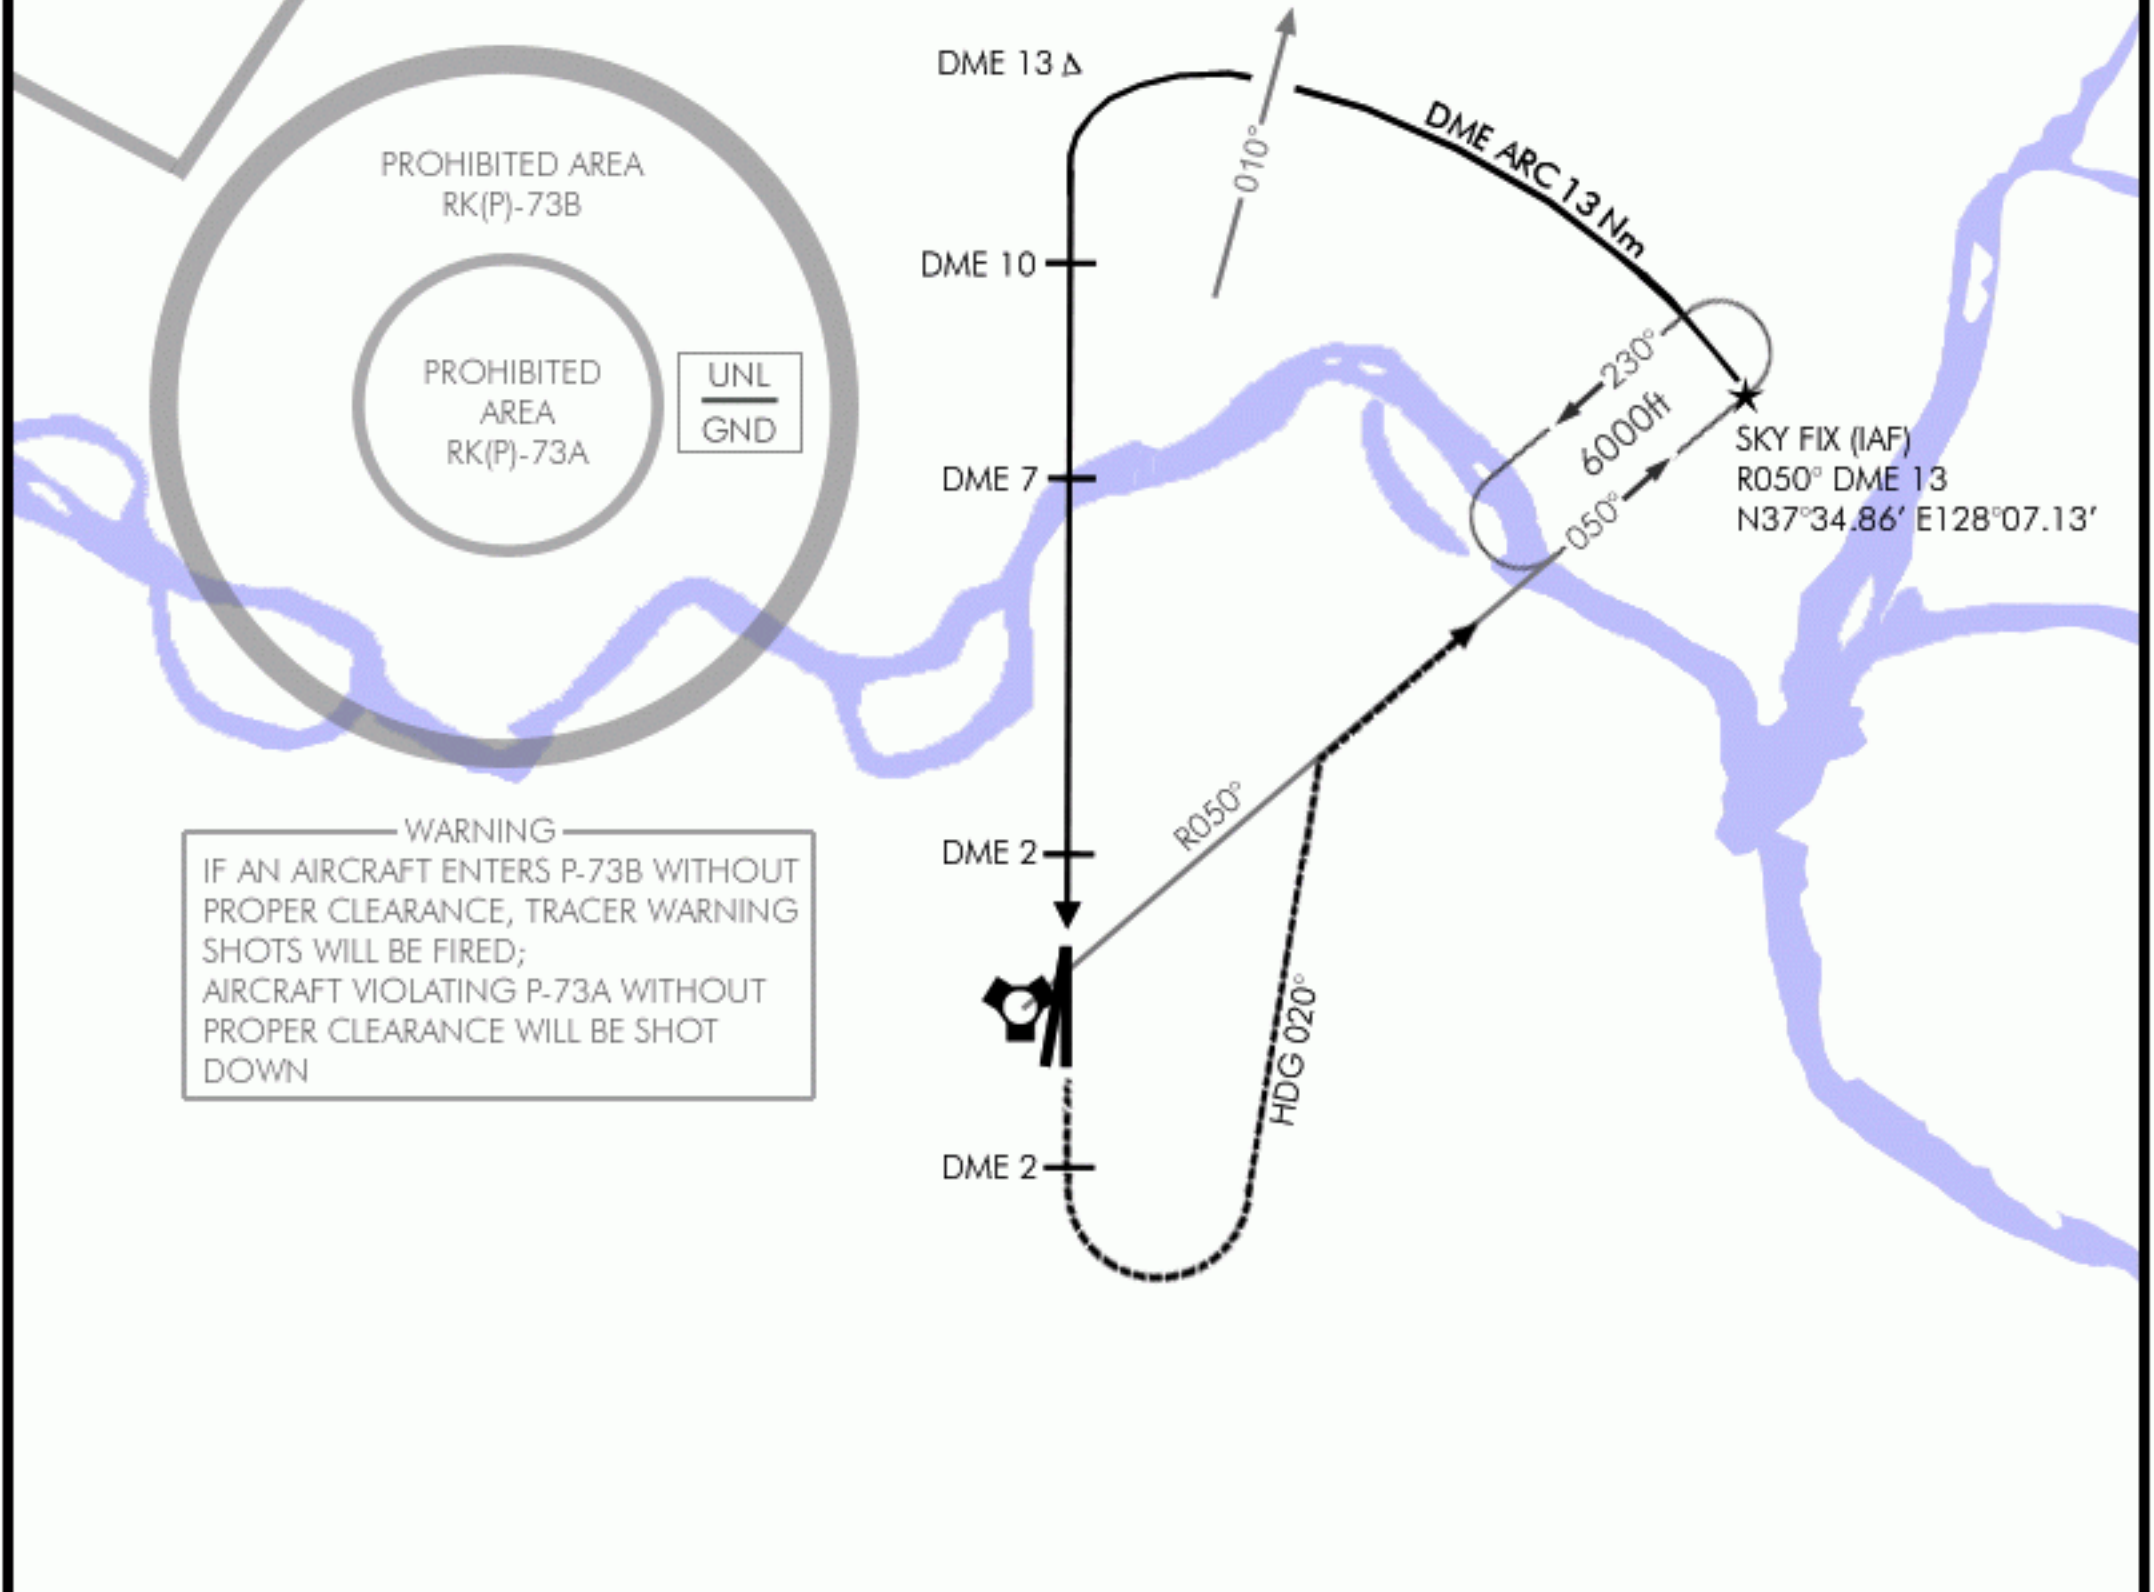 DME 13 Δ
010°
DME ARC 13 Nm
PROHIBITED AREA
RK(P)-73B
DME 10
PROHIBITED
AREA
RK(P)-73A
UNL
GND
230°
6000ft
050°
SKY FIX (IAF)
R050° DME 13
N37°34.86′ E128°07.13′
DME 7
R050°
DME 2
WARNING
IF AN AIRCRAFT ENTERS P-73B WITHOUT
PROPER CLEARANCE, TRACER WARNING
SHOTS WILL BE FIRED;
AIRCRAFT VIOLATING P-73A WITHOUT
PROPER CLEARANCE WILL BE SHOT
DOWN
HDG 020°
DME 2